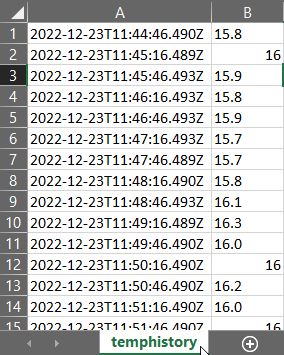 A B
1 2022-12-23T11:44:46.490Z 15.8
2 2022-12-23T11:45:16.489Z 16
3 2022-12-23T11:45:46.493Z 15.9
4 2022-12-23T11:46:16.493Z 15.8
5 2022-12-23T11:46:46.493Z 15.9
6 2022-12-23T11:47:16.493Z 15.7
7 2022-12-23T11:47:46.489Z 15.7
8 2022-12-23T11:48:16.490Z 15.8
9 2022-12-23T11:48:46.493Z 16.1
10 2022-12-23T11:49:16.489Z 16.3
11 2022-12-23T11:49:46.490Z 16.0
12 2022-12-23T11:50:16.490Z 16
13 2022-12-23T11:50:46.490Z 16.2
14 2022-12-23T11:51:16.490Z 16.0
15 2022-12-23T11:51:46.490Z 16
temphistory